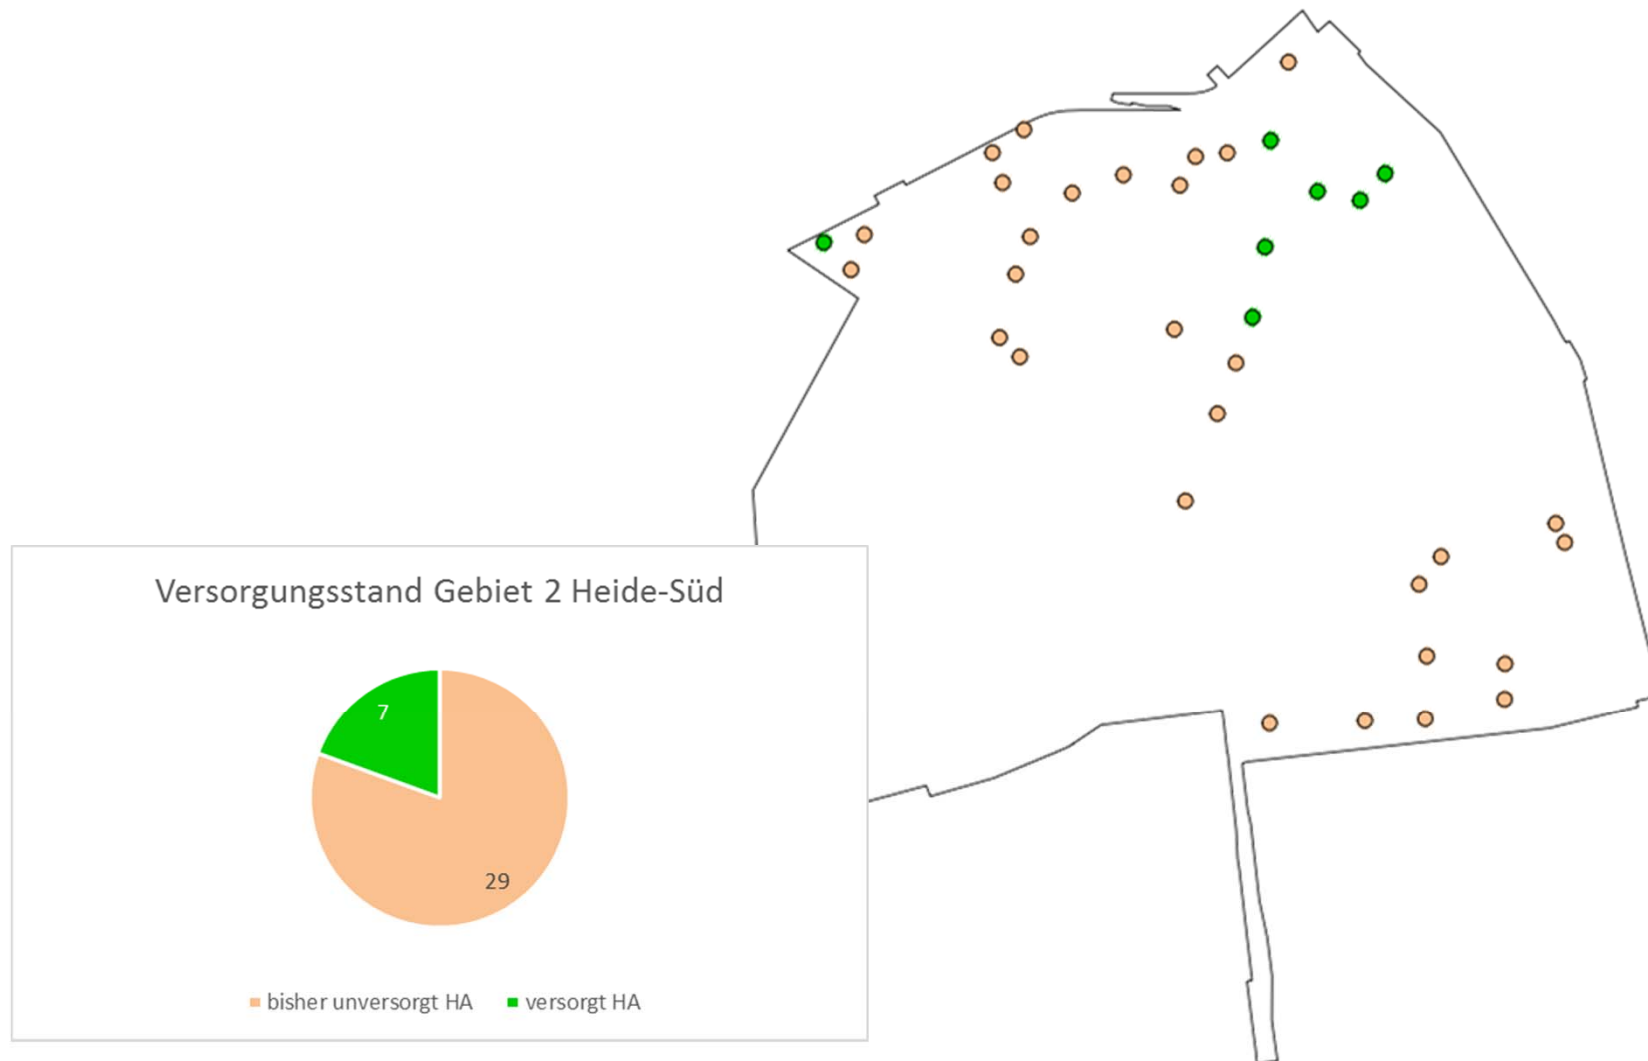 Versorgungsstand Gebiet 2 Heide-Süd
7
29
bisher unversorgt HA
versorgt HA